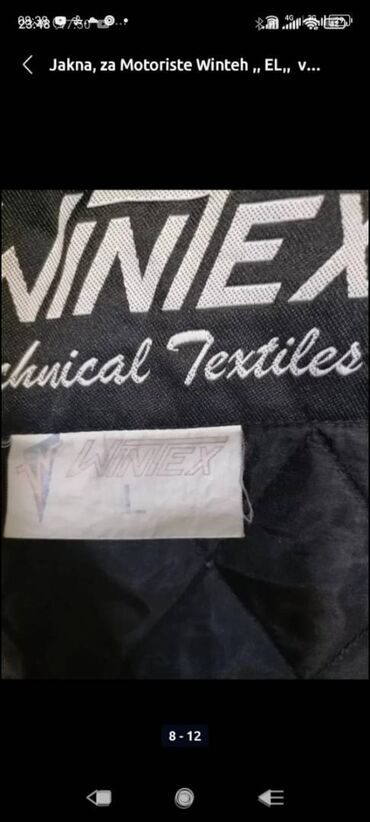 Jakna, za Motoriste Winteh ,, EL,, v...
WINTEX
chnical Textiles
WINTEX
L
8 - 12